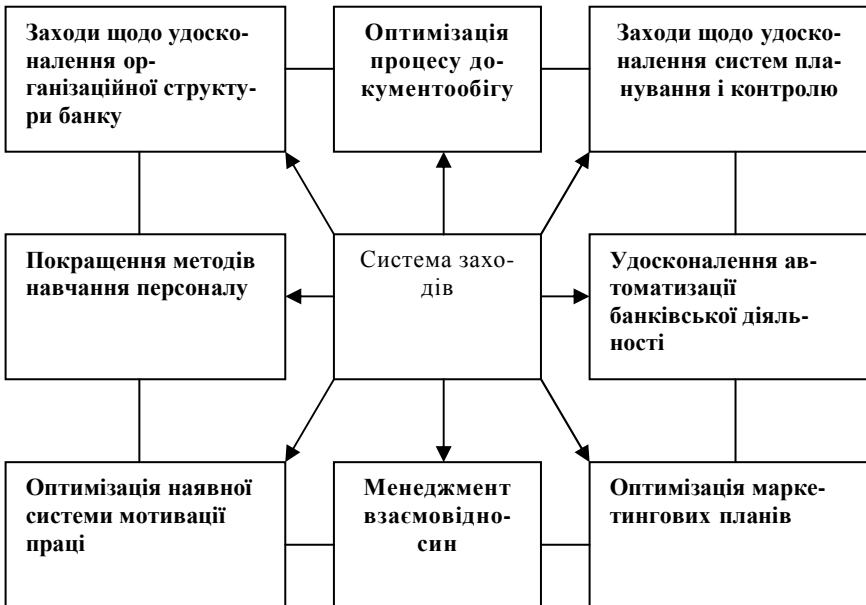 Заходи щодо удоско-
налення ор-
ганізаційної структу-
ри банку
Оптимізація
процесу до-
кументообігу
Заходи щодо удоско-
налення систем пла-
нування і контролю
Покращення методів
навчання персоналу
Система захо-
дів
Удосконалення ав-
томатизації
банківської діяль-
ності
Оптимізація наявної
системи мотивації
праці
Менеджмент
взаємовідно-
син
Оптимізація марке-
тингових планів